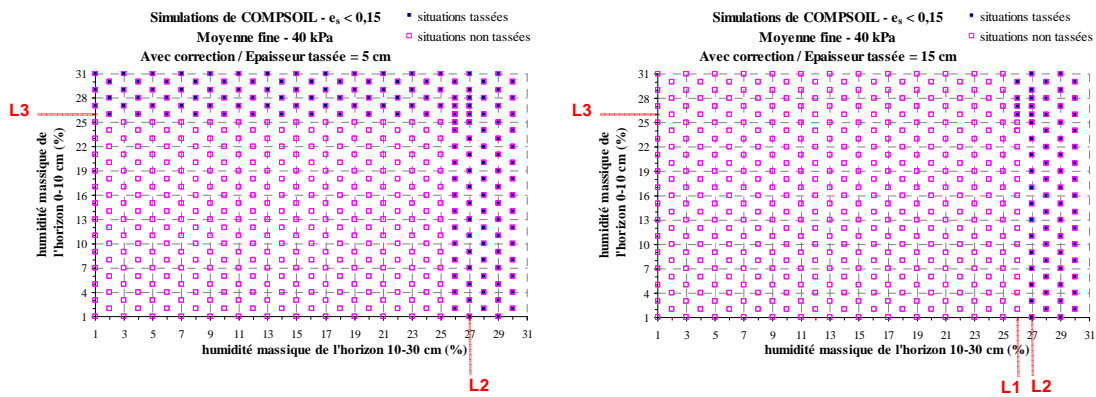 Simulations de COMPSOIL - es < 0,15
Moyenne fine - 40 kPa
Avec correction / Epaisseur tassée = 5 cm
situations tassées
situations non tassées
L3
humidité massique de
l'horizon 0-10 cm (%)
31
28
25
22
19
16
13
10
7
4
1
1 3 5 7 9 11 13 15 17 19 21 23 25 27 29 31
humidité massique de l'horizon 10-30 cm (%)
L2
Simulations de COMPSOIL - es < 0,15
Moyenne fine - 40 kPa
Avec correction / Epaisseur tassée = 15 cm
situations tassées
situations non tassées
L3
humidité massique de
l'horizon 0-10 cm (%)
31
28
25
22
19
16
13
10
7
4
1
1 3 5 7 9 11 13 15 17 19 21 23 25 27 29 31
humidité massique de l'horizon 10-30 cm (%)
L1 L2